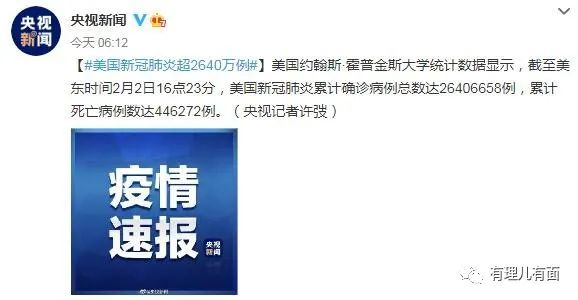 央视新闻
央视
新闻
今天 06:12
【#美国新冠肺炎超2640万例#】美国约翰斯·霍普金斯大学统计数据显示，截至美
东时间2月2日16点23分，美国新冠肺炎累计确诊病例总数达26406658例，累计
死亡病例数达446272例。（央视记者许弢）
疫情
速报
央视
新闻
有理儿有面